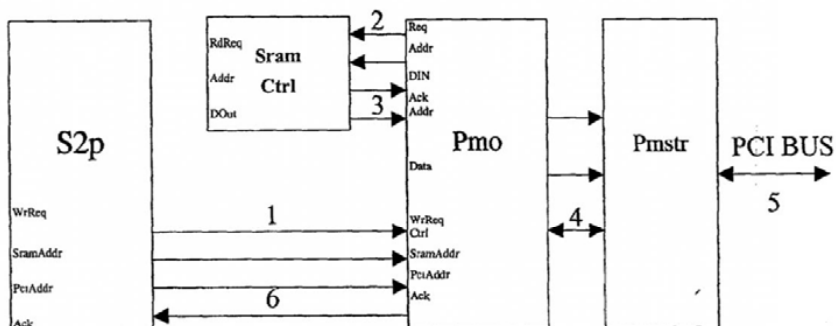 S2p
WrReq
SramAddr
PciAddr
Ack
RdReq
Addr
DOut
Sram
Ctrl
2
3
1
6
Req
Addr
DIN
Ack
Addr
Data
WrReq
Ctrl
SramAddr
PciAddr
Ack
Pmo
4
Pmstr
PCI BUS
5